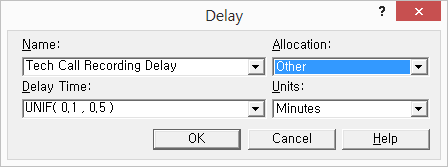 Delay
?
Name:
Allocation:
Tech Call Recording Delay
Other
Delay Time:
Units:
UNIF( 0.1 , 0.5 )
Minutes
OK
Cancel
Help